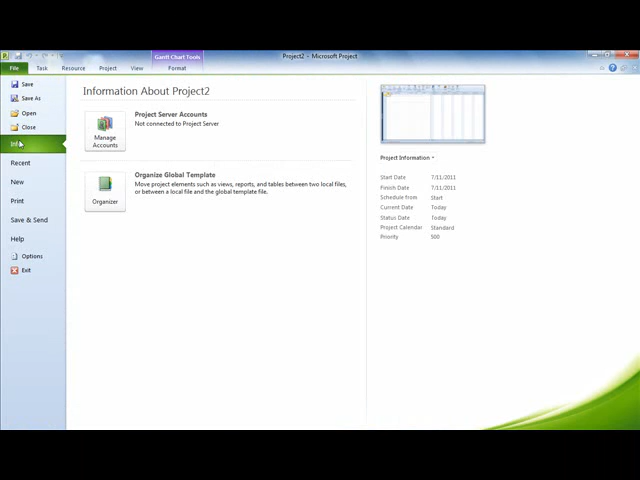 Gantt Chart Tools
Project2 - Microsoft Project
File Task Resource Project View Format
Save
Save As
Open
Close
Info
Recent
New
Print
Save & Send
Help
Options
Exit
Information About Project2
Manage
Accounts
Project Server Accounts
Not connected to Project Server
Organizer
Organize Global Template
Move project elements such as views, reports, and tables between two local files,
or between a local file and the global template file.
Project Information
Start Date 7/11/2011
Finish Date 7/11/2011
Schedule from Start
Current Date Today
Status Date Today
Project Calendar Standard
Priority 500